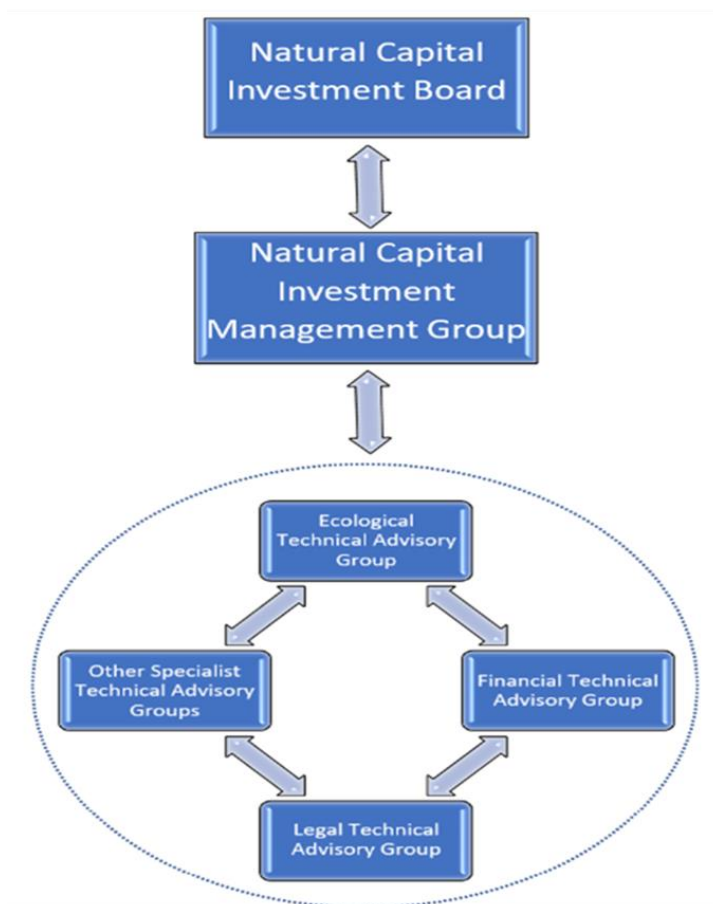 Natural Capital
Investment Board
Natural Capital
Investment
Management Group
Ecological
Technical Advisory
Group
Other Specialist
Technical Advisory
Groups
Financial Technical
Advisory Group
Legal Technical
Advisory Group